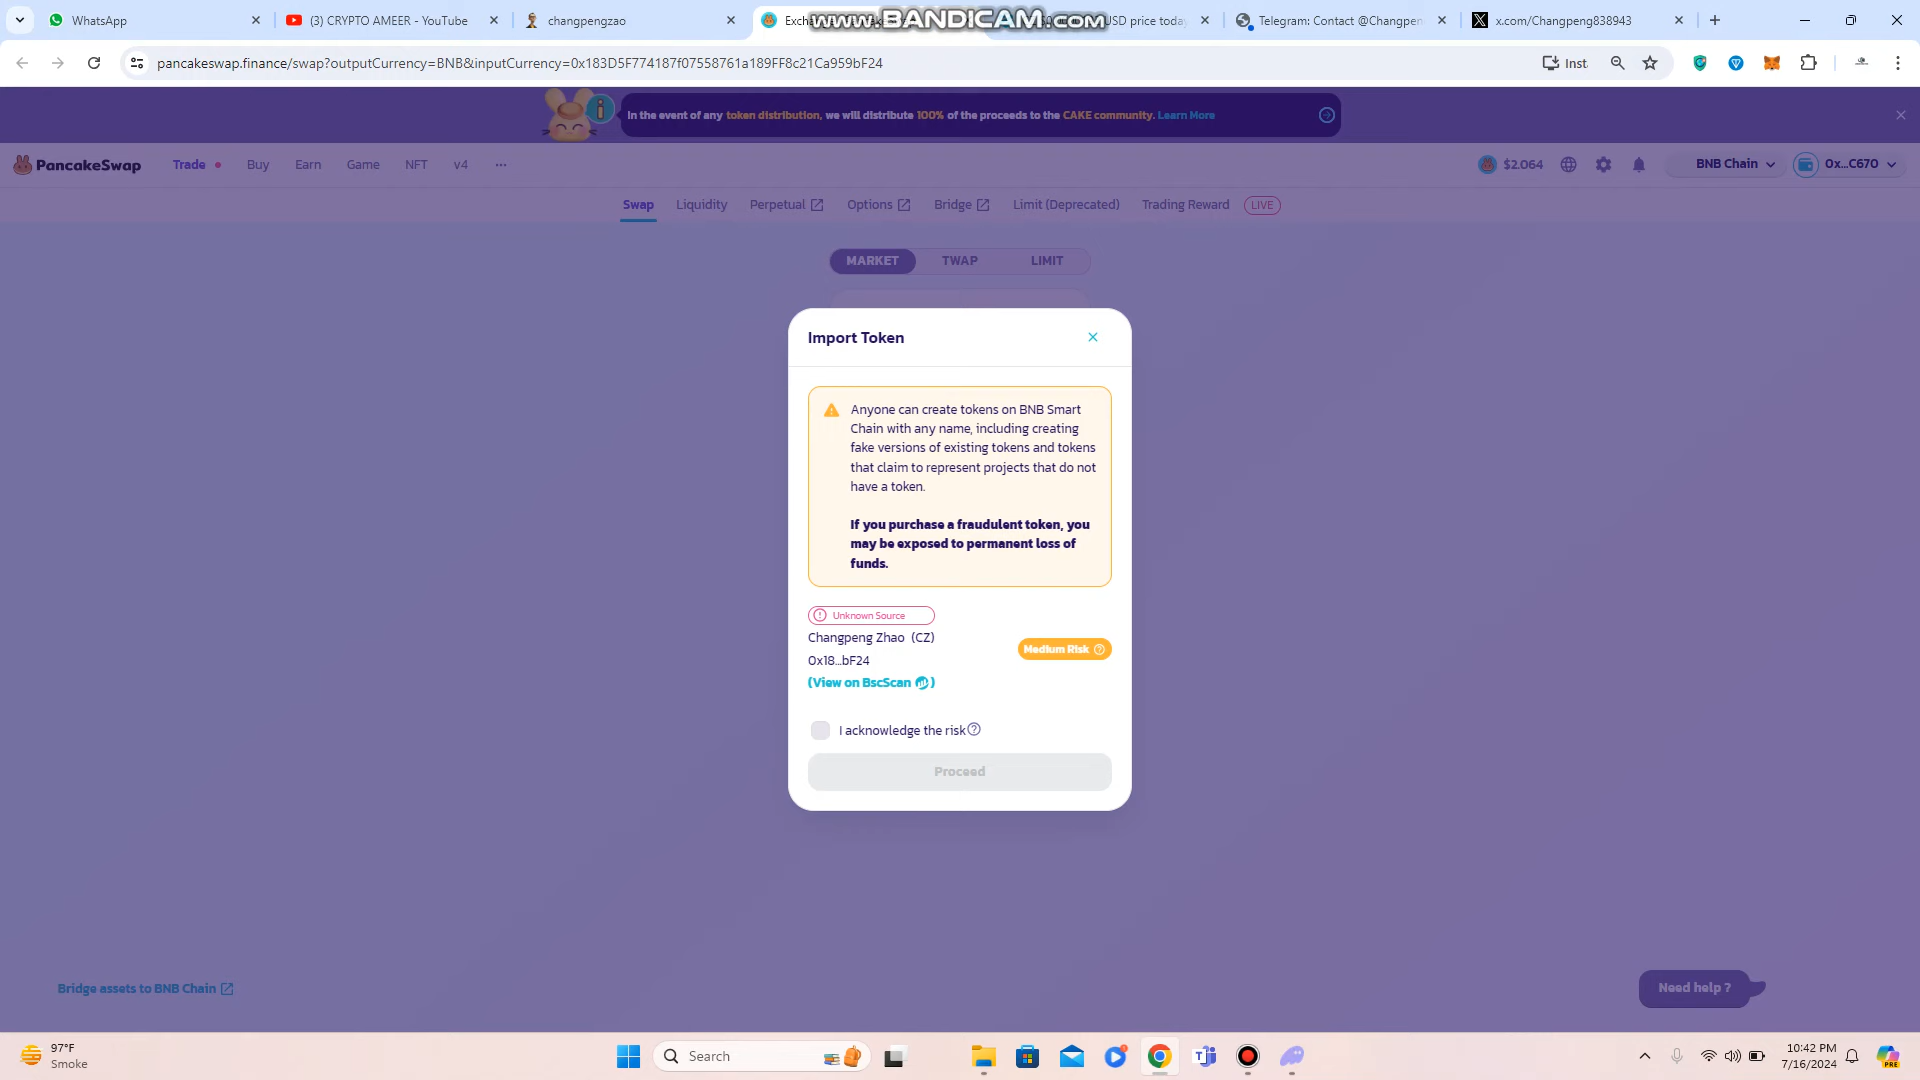 WhatsApp
(3) CRYPTO AMEER - YouTube
changpengzao
www.BANDICAM.com
USD price today
Telegram: Contact @Changpen
x.com/Changpeng838943
pancakeswap.finance/swap?outputCurrency=BNB&inputCurrency=0x183D5F774187f07558761a189FF8c21Ca959bF24
Inst
In the event of any token distribution, we will distribute 100% of the proceeds to the CAKE community. Learn More
PancakeSwap
Trade
Buy
Earn
Game
NFT
v4
$2.064
BNB Chain
0x...C670
Swap
Liquidity
Perpetual
Options
Bridge
Limit (Deprecated)
Trading Reward
LIVE
MARKET
TWAP
LIMIT
Import Token
Anyone can create tokens on BNB Smart
Chain with any name, including creating
fake versions of existing tokens and tokens
that claim to represent projects that do not
have a token.
If you purchase a fraudulent token, you
may be exposed to permanent loss of
funds.
Unknown Source
Changpeng Zhao (CZ)
Medium Risk
0x18...bF24
(View on BscScan)
I acknowledge the risk
Proceed
Bridge assets to BNB Chain
Need help ?
97°F
Smoke
Search
10:42 PM
7/16/2024
PRE